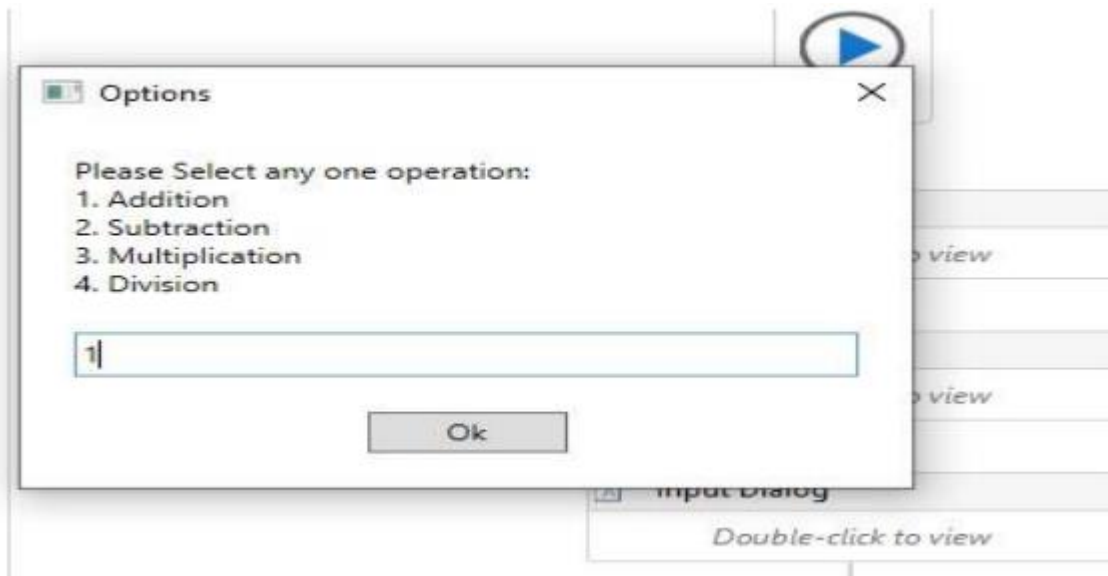 Options
Please Select any one operation:
1. Addition
2. Subtraction
3. Multiplication
4. Division
1
Ok
view
view
Input Dialog
Double-click to view